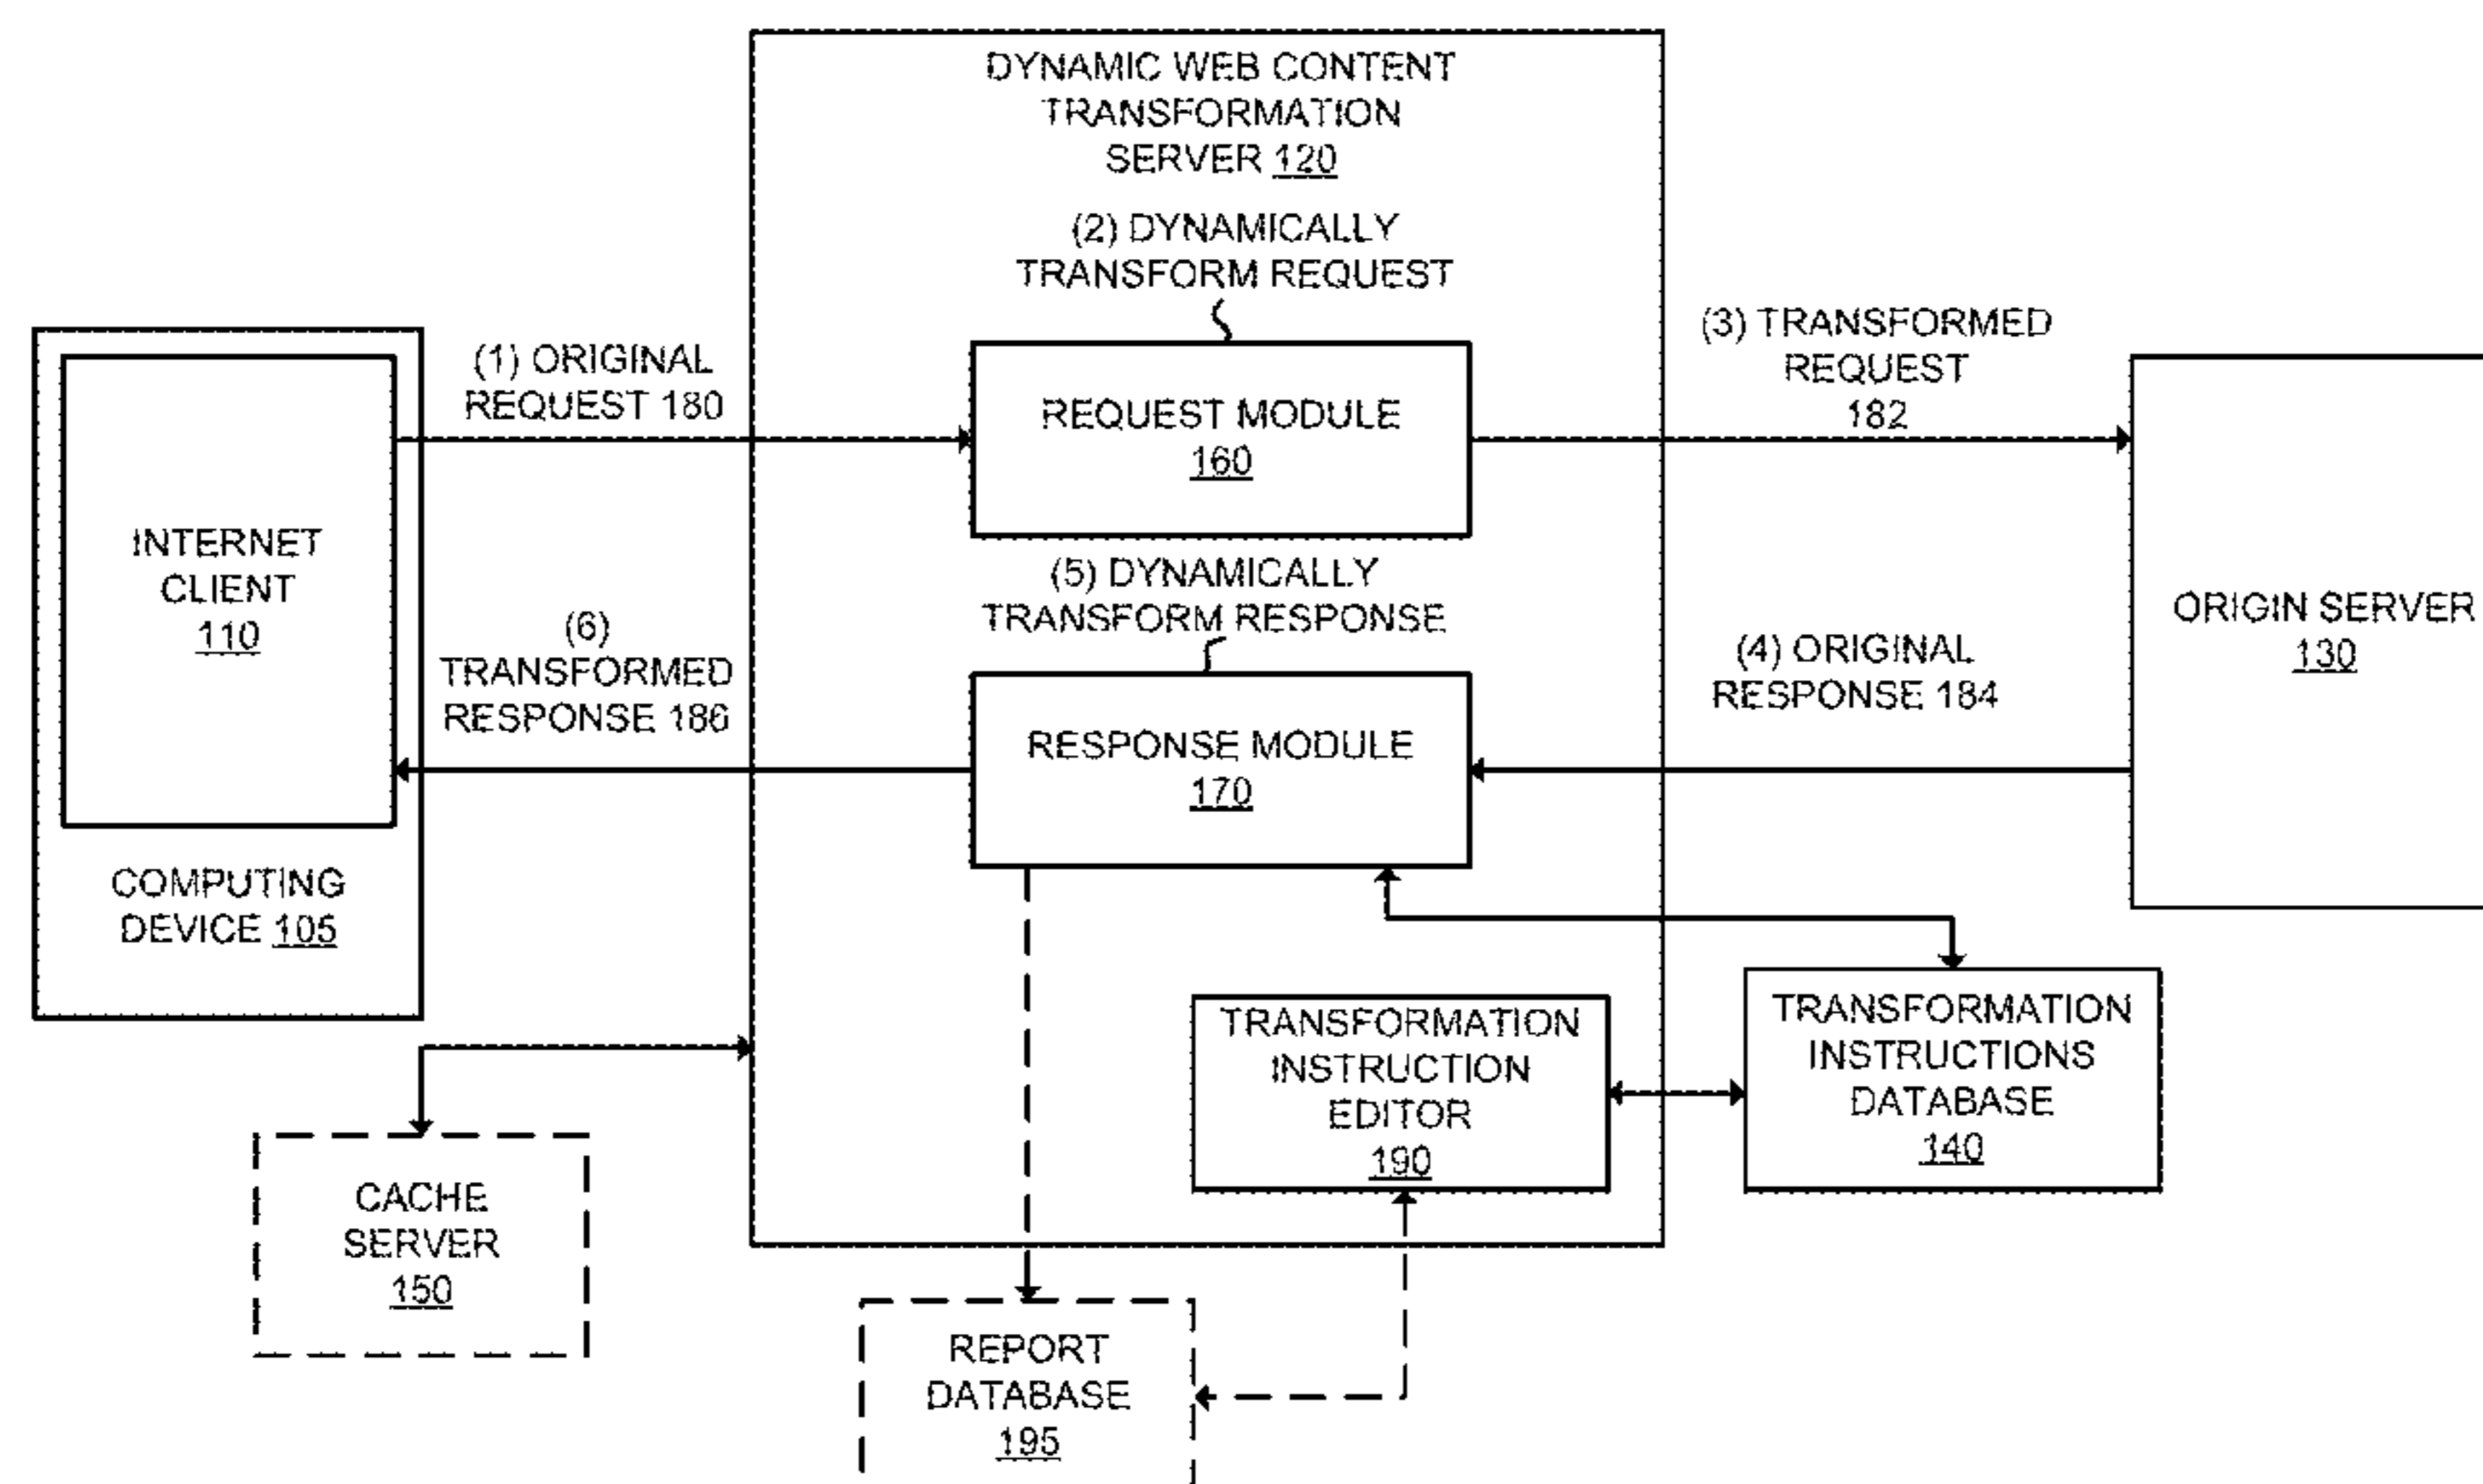 DYNAMIC WEB CONTENT
TRANSFORMATION
SERVER 120
(2) DYNAMICALLY
TRANSFORM REQUEST
(1) ORIGINAL
REQUEST 180
REQUEST MODULE
160
(3) TRANSFORMED
REQUEST
182
INTERNET
CLIENT
110
(5) DYNAMICALLY
TRANSFORM RESPONSE
(6)
TRANSFORMED
RESPONSE 186
RESPONSE MODULE
170
(4) ORIGINAL
RESPONSE 184
ORIGIN SERVER
130
COMPUTING
DEVICE 105
TRANSFORMATION
INSTRUCTION
EDITOR
190
TRANSFORMATION
INSTRUCTIONS
DATABASE
140
CACHE
SERVER
150
REPORT
DATABASE
195